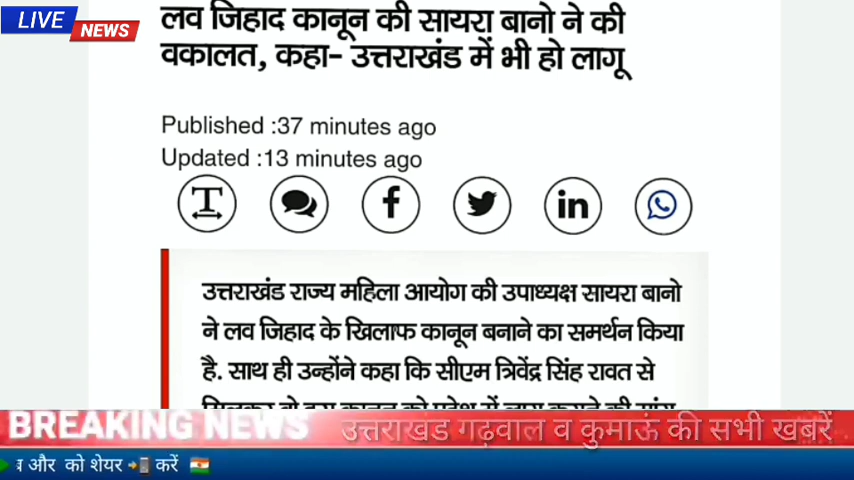 LIVE
NEWS
लव जिहाद कानून की सायरा बानो ने की
वकालत, कहा- उत्तराखंड में भी हो लागू
Published :37 minutes ago
Updated :13 minutes ago
उत्तराखंड राज्य महिला आयोग की उपाध्यक्ष सायरा बानो
ने लव जिहाद के खिलाफ कानून बनाने का समर्थन किया
है. साथ ही उन्होंने कहा कि सीएम त्रिवेंद्र सिंह रावत से
BREAKING NEWS उत्तराखंड गढ़वाल व कुमाऊं की सभी खबरें
और को शेयर करें